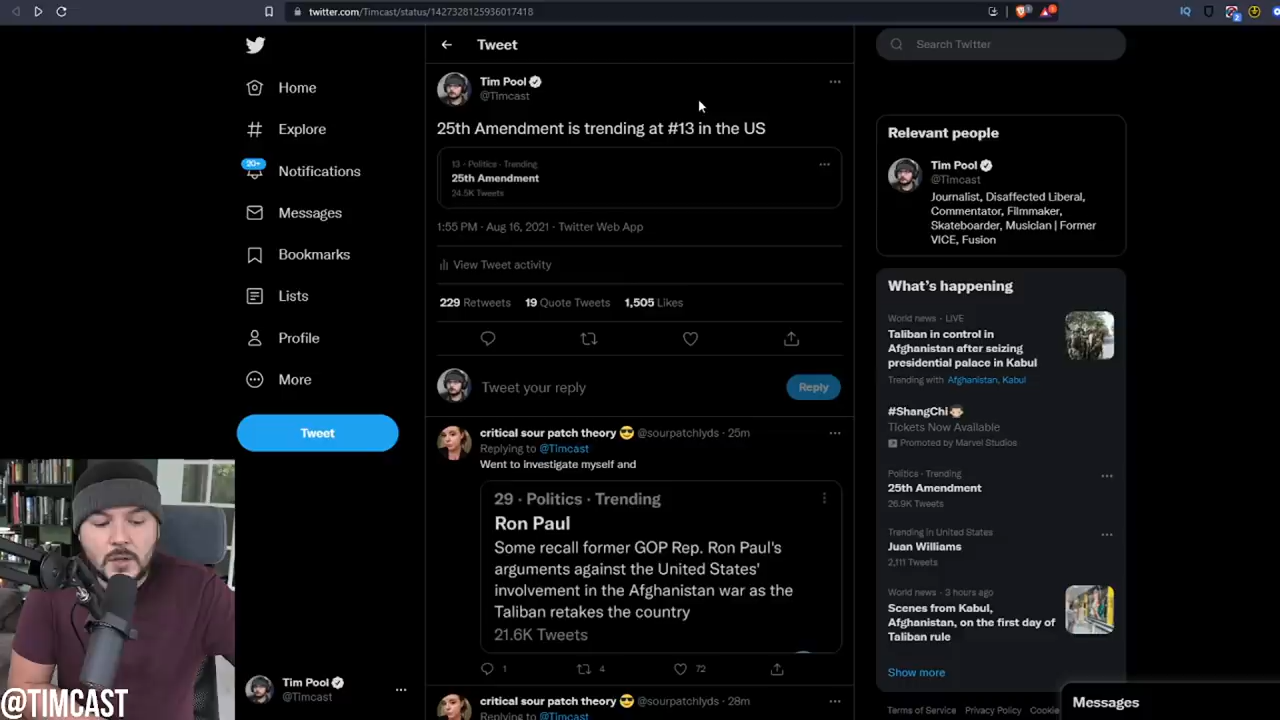 twitter.com/Timcast/status/1427328125936017418
Home
Explore
20+
Notifications
Messages
Bookmarks
Lists
Profile
More
Tweet
Tim Pool
@Timcast
Tweet
Tim Pool
@Timcast
25th Amendment is trending at #13 in the US
13 · Politics · Trending
25th Amendment
24.5K Tweets
1:55 PM · Aug 16, 2021 · Twitter Web App
View Tweet activity
229 Retweets 19 Quote Tweets 1,505 Likes
Tweet your reply
Reply
critical sour patch theory 😎 @sourpatchlyds · 25m
Replying to @Timcast
Went to investigate myself and
29 · Politics · Trending
Ron Paul
Some recall former GOP Rep. Ron Paul's
arguments against the United States'
involvement in the Afghanistan war as the
Taliban retakes the country
21.6K Tweets
1 4 72
critical sour patch theory 😎 @sourpatchlyds · 28m
Replying to @Timcast
Search Twitter
Relevant people
Tim Pool
@Timcast
Journalist, Disaffected Liberal,
Commentator, Filmmaker,
Skateboarder, Musician | Former
VICE, Fusion
What's happening
World news · LIVE
Taliban in control in
Afghanistan after seizing
presidential palace in Kabul
Trending with Afghanistan, Kabul
#ShangChi
Tickets Now Available
Promoted by Marvel Studios
Politics · Trending
25th Amendment
26.9K Tweets
Trending in United States
Juan Williams
2,111 Tweets
World news · 3 hours ago
Scenes from Kabul,
Afghanistan, on the first day of
Taliban rule
Show more
Terms of Service Privacy Policy Cookie
Messages
@TIMCAST